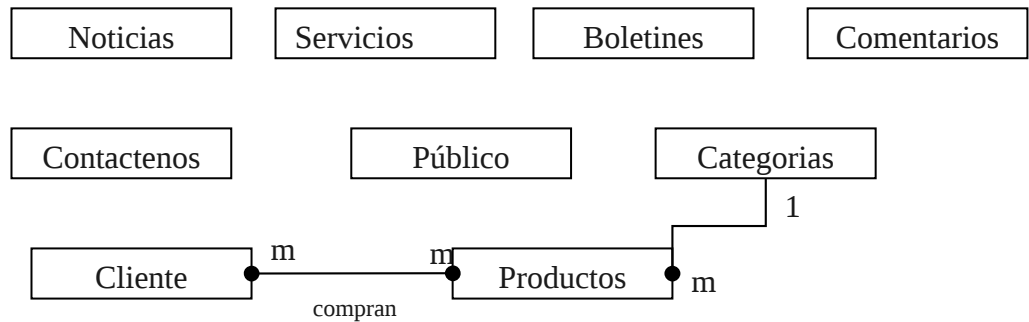 Noticias
Servicios
Boletines
Comentarios
Contactenos
Público
Categorias
1
m
m
Cliente
Productos
m
compran